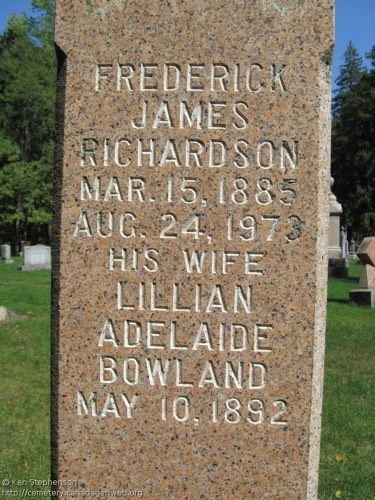 FREDERICK
JAMES
RICHARDSON
MAR. 15, 1885
AUG. 24, 1973
HIS WIFE
LILLIAN
ADELAIDE
BOWLAND
MAY 10, 1892
© Ken Stephenson
http://cemetery.canadagenweb.org